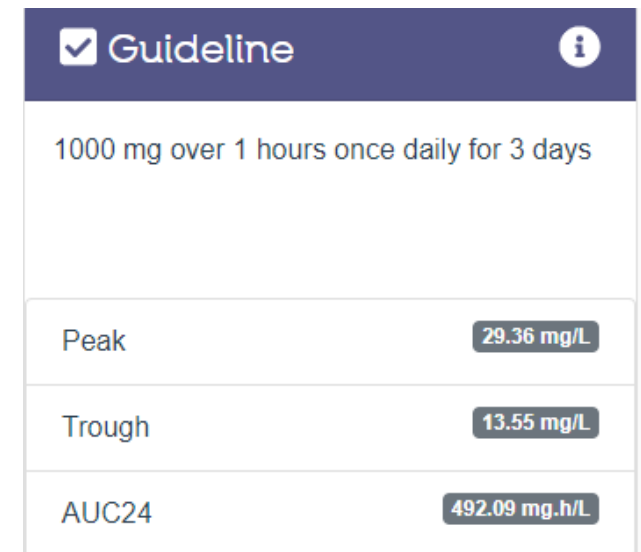 Guideline
1000 mg over 1 hours once daily for 3 days
Peak 29.36 mg/L
Trough 13.55 mg/L
AUC24 492.09 mg.h/L